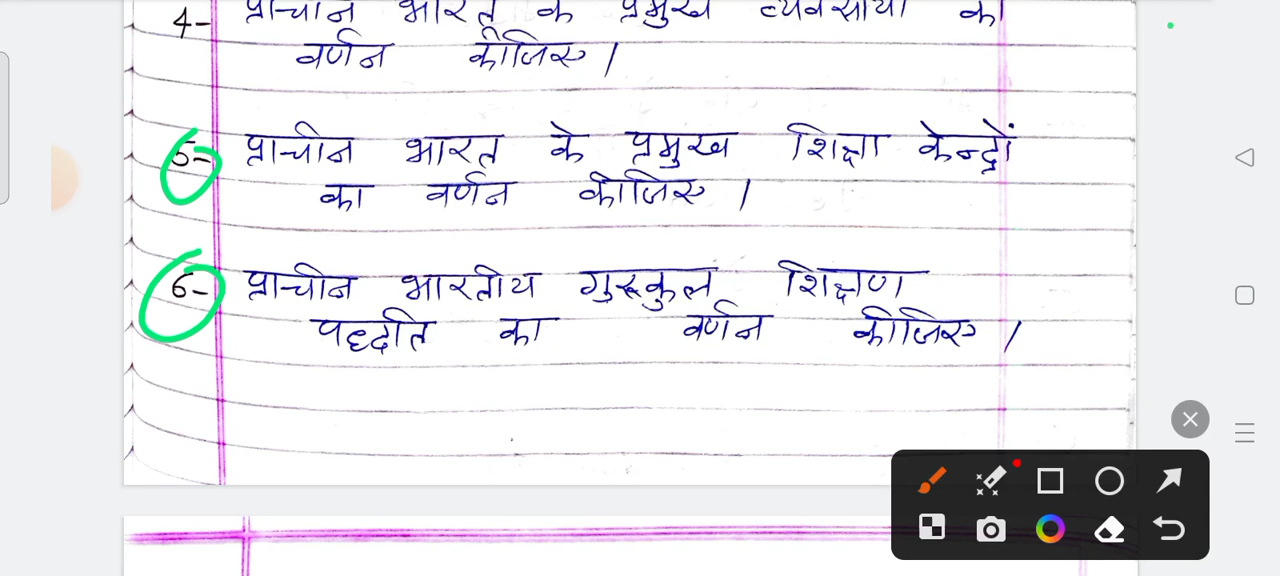 4- प्राचीन भारत के प्रमुख व्यवसायों का
वर्णन कीजिए।
5- प्राचीन भारत के प्रमुख शिक्षा केन्द्रों
का वर्णन कीजिए।
6- प्राचीन भारतीय गुरुकुल शिक्षण
पद्धति का वर्णन कीजिए।